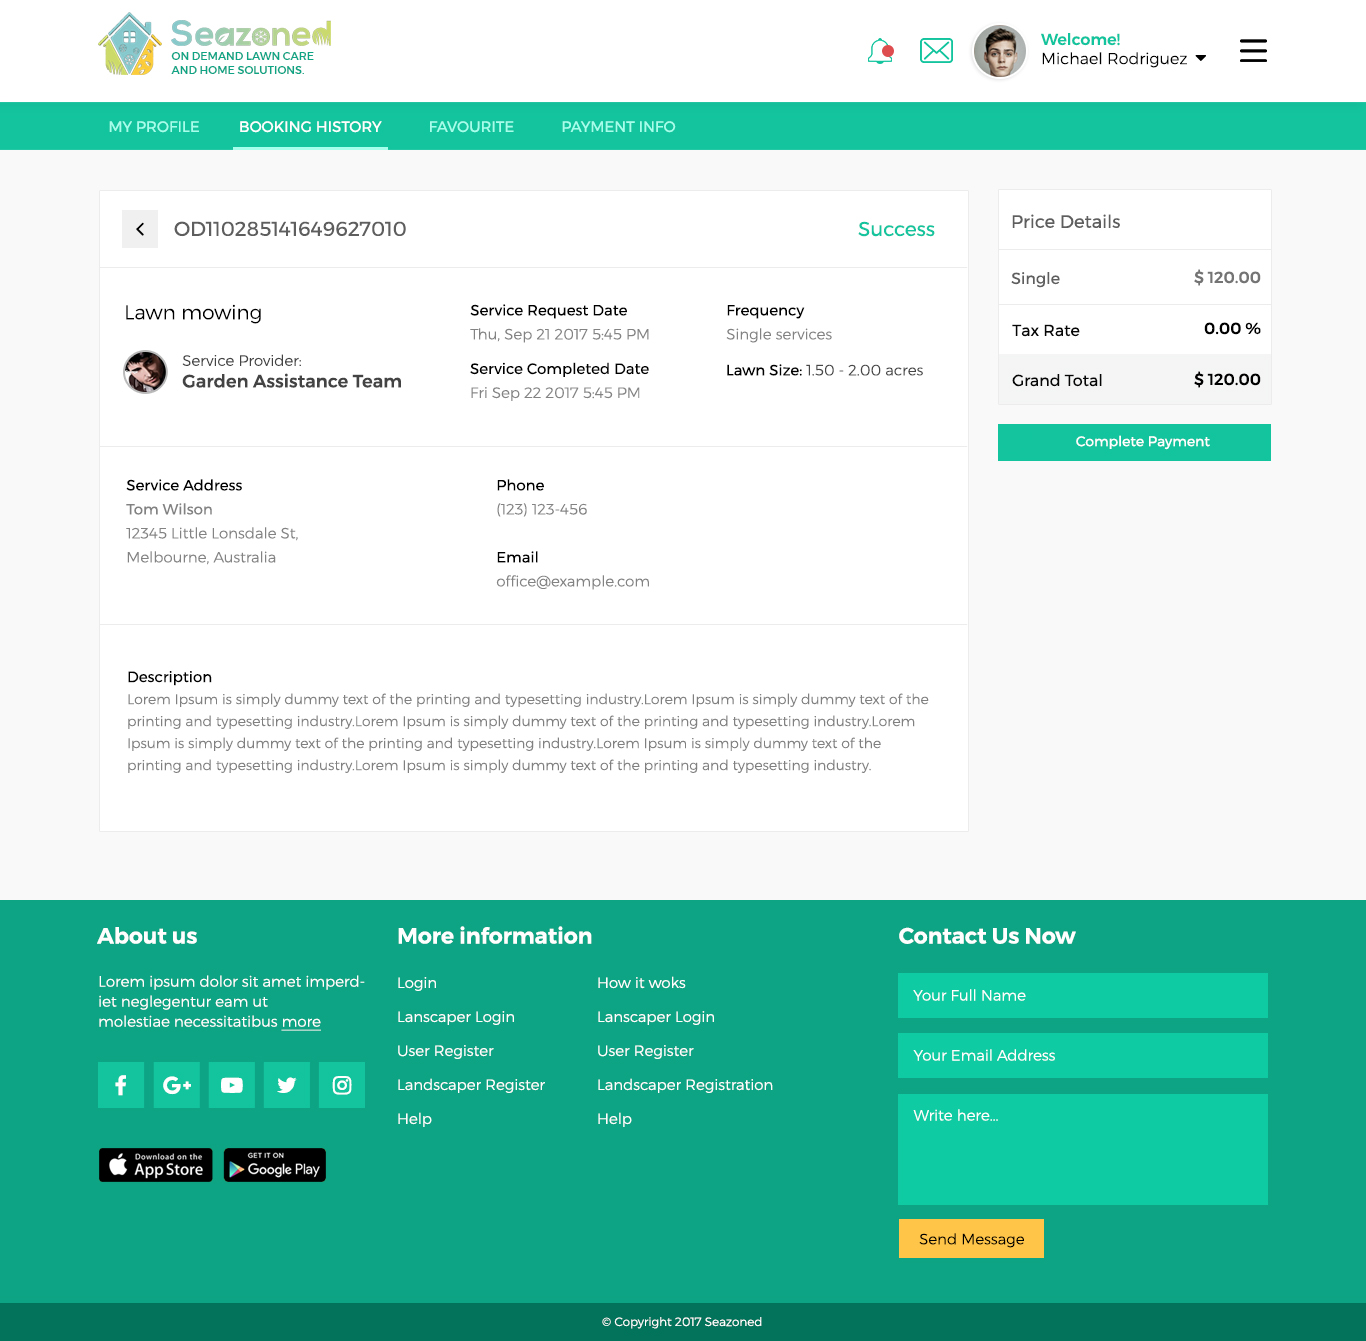 Seazoned
ON DEMAND LAWN CARE
AND HOME SOLUTIONS.
Welcome!
Michael Rodriguez
MY PROFILE
BOOKING HISTORY
FAVOURITE
PAYMENT INFO
OD110285141649627010
Success
Lawn mowing
Service Provider:
Garden Assistance Team
Service Request Date
Thu, Sep 21 2017 5:45 PM
Service Completed Date
Fri Sep 22 2017 5:45 PM
Frequency
Single services
Lawn Size: 1.50 - 2.00 acres
Service Address
Tom Wilson
12345 Little Lonsdale St,
Melbourne, Australia
Phone
(123) 123-456
Email
office@example.com
Description
Lorem Ipsum is simply dummy text of the printing and typesetting industry.Lorem Ipsum is simply dummy text of the
printing and typesetting industry.Lorem Ipsum is simply dummy text of the printing and typesetting industry.Lorem
Ipsum is simply dummy text of the printing and typesetting industry.Lorem Ipsum is simply dummy text of the
printing and typesetting industry.Lorem Ipsum is simply dummy text of the printing and typesetting industry.
Price Details
Single $ 120.00
Tax Rate 0.00 %
Grand Total $ 120.00
Complete Payment
About us
Lorem ipsum dolor sit amet imperd-
iet neglegentur eam ut
molestiae necessitatibus more
G+
Download on the
App Store
GET IT ON
Google Play
More information
Login
Lanscaper Login
User Register
Landscaper Register
Help
How it woks
Lanscaper Login
User Register
Landscaper Registration
Help
Contact Us Now
Your Full Name
Your Email Address
Write here...
Send Message
© Copyright 2017 Seazoned